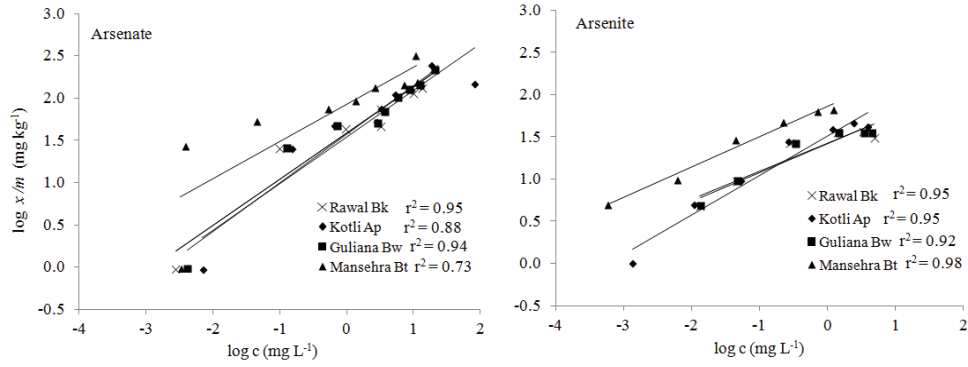 Arsenate
log x/m (mg kg-1)
3.0
2.5
2.0
1.5
1.0
0.5
0.0
-0.5
-4
-3
-2
-1
0
1
2
log c (mg L-1)
Rawal Bk r2 = 0.95
Kotli Ap r2 = 0.88
Guliana Bw r2 = 0.94
Mansehra Bt r2 = 0.73
Arsenite
3.0
2.5
2.0
1.5
1.0
0.5
0.0
-0.5
-4
-3
-2
-1
0
1
2
log c (mg L-1)
Rawal Bk r2 = 0.95
Kotli Ap r2 = 0.95
Guliana Bw r2 = 0.92
Mansehra Bt r2 = 0.98